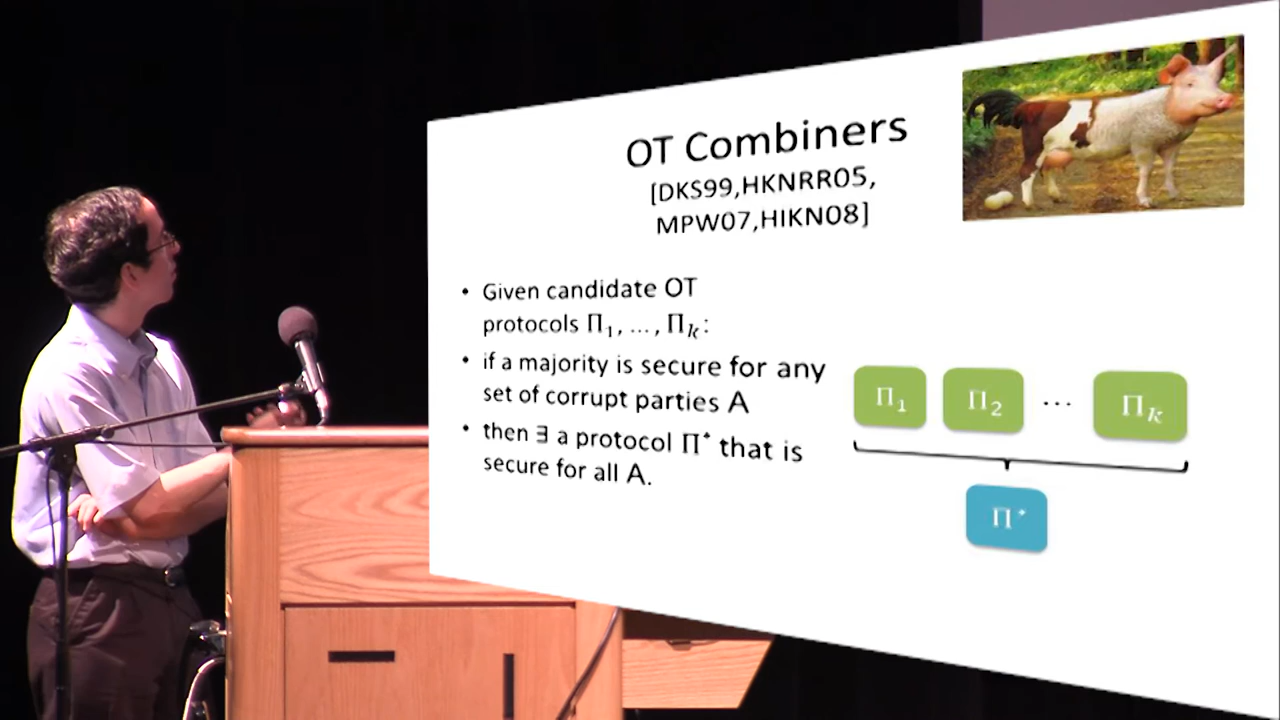 OT Combiners
[DKS99,HKNRR05,
MPW07,HIKN08]
• Given candidate OT
protocols Π₁, ..., Πₖ:
• if a majority is secure for any
set of corrupt parties A
• then ∃ a protocol Π* that is
secure for all A.
Π₁ Π₂ ... Πₖ
Π*